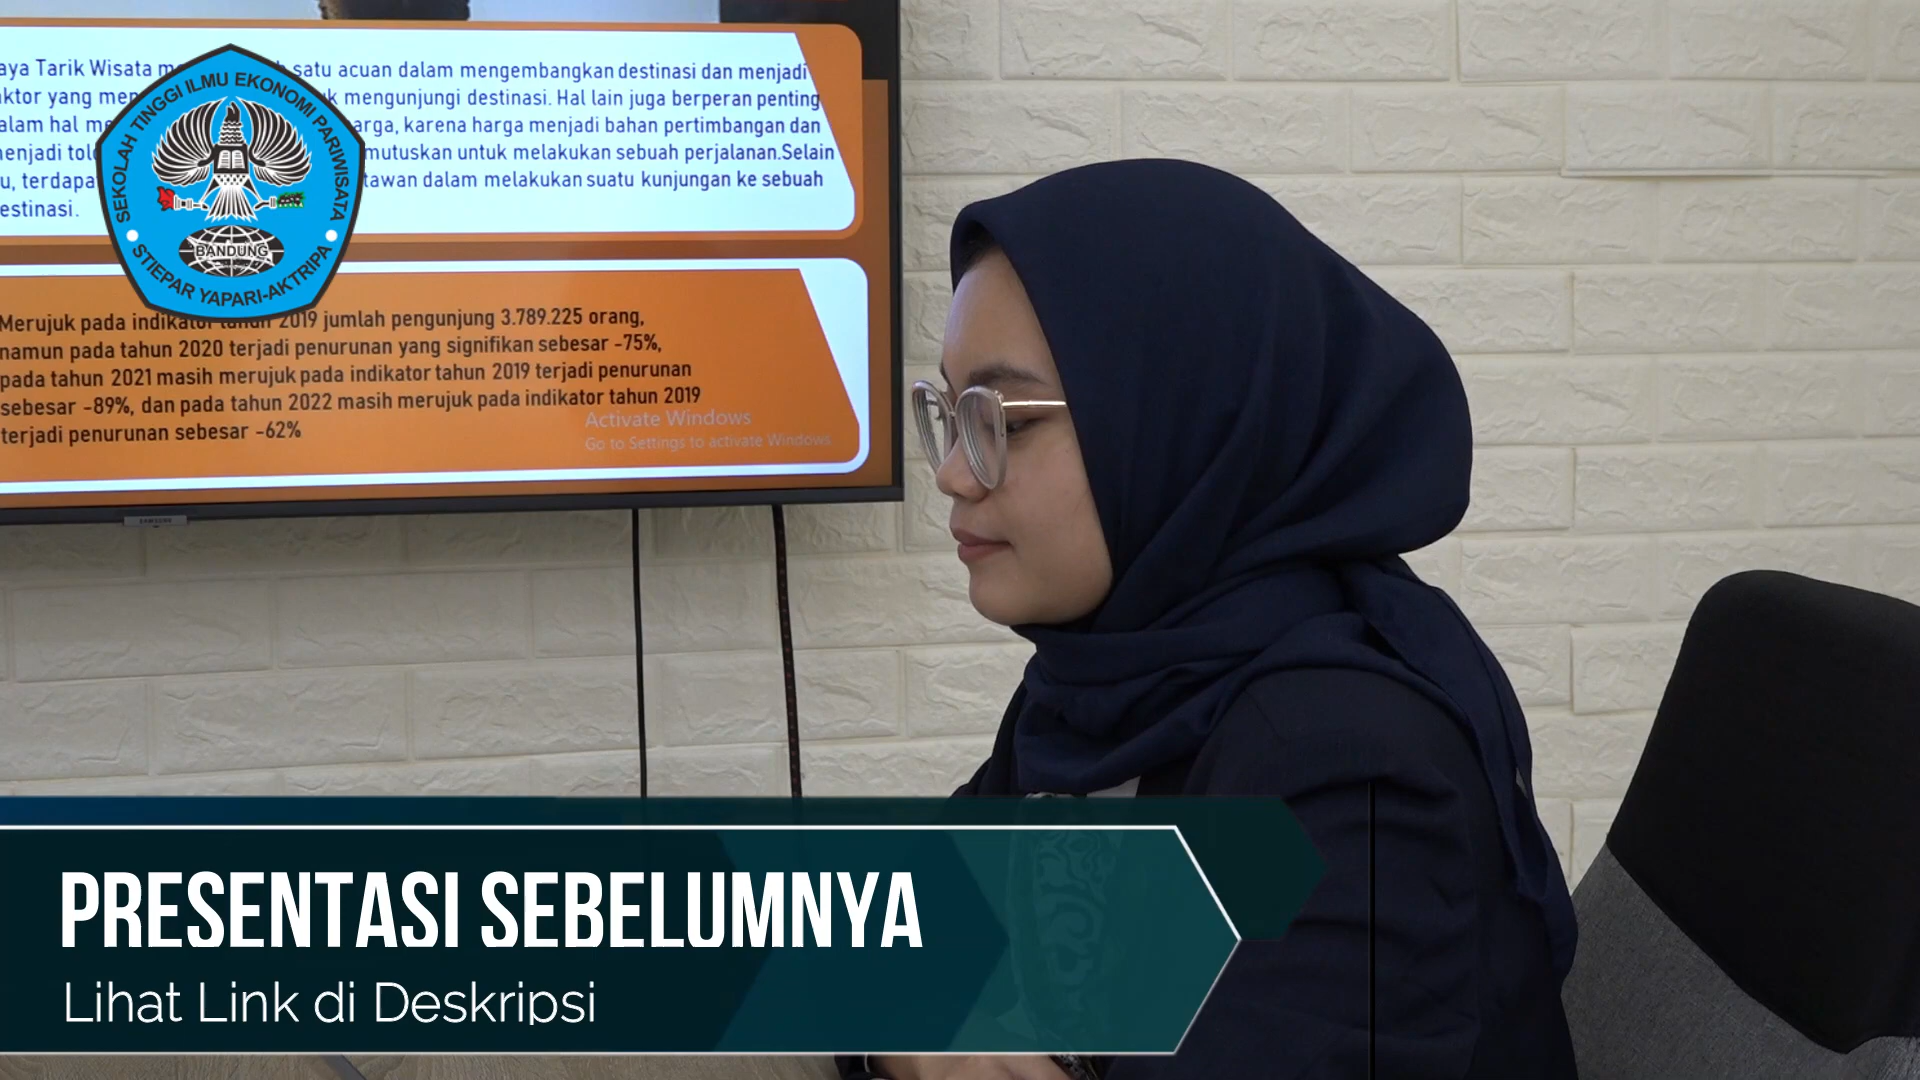 aya Tarik Wisata m satu acuan dalam mengembangkan destinasi dan menjadi
aktor yang men k mengunjungi destinasi. Hal lain juga berperan penting
alam hal me arga, karena harga menjadi bahan pertimbangan dan
nenjadi tol mutuskan untuk melakukan sebuah perjalanan.Selain
u, terdapa tawan dalam melakukan suatu kunjungan ke sebuah
estinasi.
SEKOLAH TINGGI ILMU EKONOMI PARIWISATA
BANDUNG
STIEPAR YAPARI-AKTRIPA
Merujuk pada indikator tahun 2019 jumlah pengunjung 3.789.225 orang,
namun pada tahun 2020 terjadi penurunan yang signifikan sebesar -75%,
pada tahun 2021 masih merujuk pada indikator tahun 2019 terjadi penurunan
sebesar -89%, dan pada tahun 2022 masih merujuk pada indikator tahun 2019
terjadi penurunan sebesar -62%
Activate Windows
Go to Settings to activate Windows.
SAMSUNG
PRESENTASI SEBELUMNYA
Lihat Link di Deskripsi